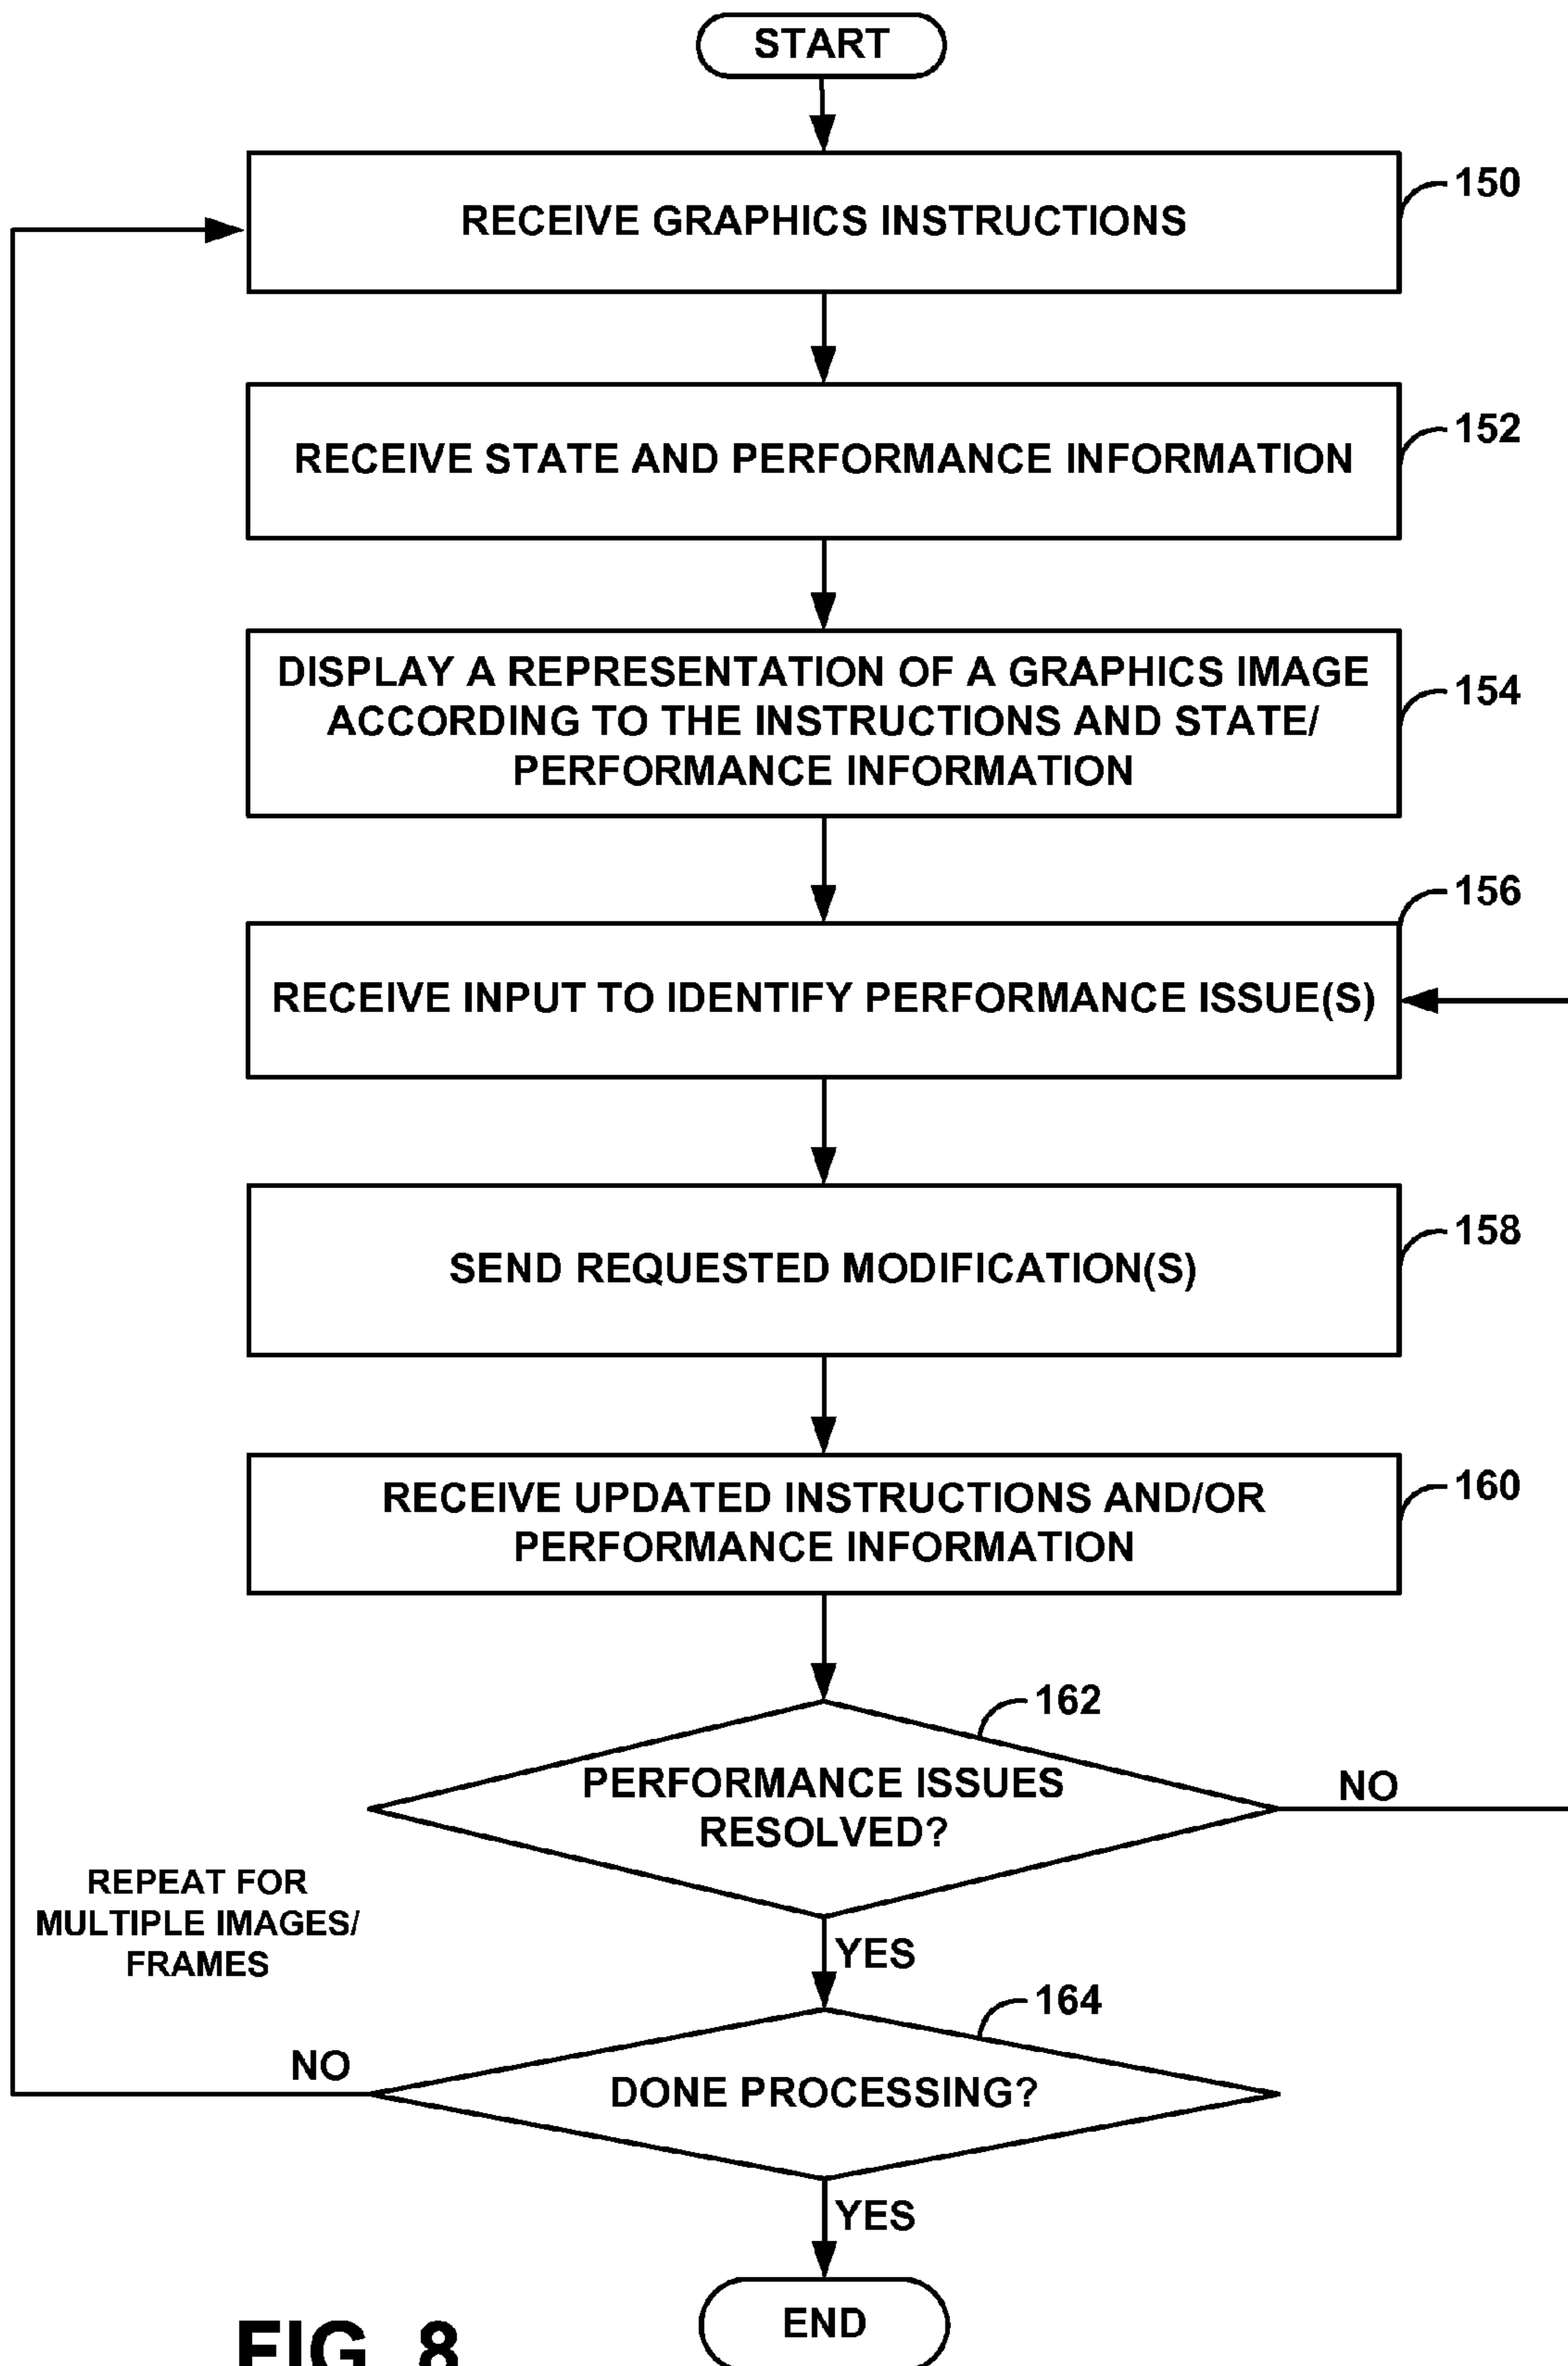 START
RECEIVE GRAPHICS INSTRUCTIONS
150
RECEIVE STATE AND PERFORMANCE INFORMATION
152
DISPLAY A REPRESENTATION OF A GRAPHICS IMAGE
ACCORDING TO THE INSTRUCTIONS AND STATE/
PERFORMANCE INFORMATION
154
156
RECEIVE INPUT TO IDENTIFY PERFORMANCE ISSUE(S)
SEND REQUESTED MODIFICATION(S)
158
RECEIVE UPDATED INSTRUCTIONS AND/OR
PERFORMANCE INFORMATION
160
162
PERFORMANCE ISSUES
RESOLVED?
NO
REPEAT FOR
MULTIPLE IMAGES/
FRAMES
YES
164
NO
DONE PROCESSING?
YES
END
FIG. 8